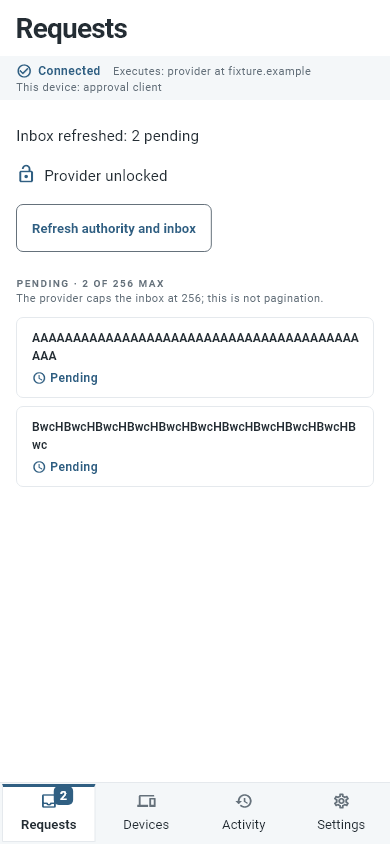 Requests
Connected Executes: provider at fixture.example
This device: approval client
Inbox refreshed: 2 pending
Provider unlocked
Refresh authority and inbox
PENDING · 2 OF 256 MAX
The provider caps the inbox at 256; this is not pagination.
AAAAAAAAAAAAAAAAAAAAAAAAAAAAAAAAAAAAAAAA
AAA
Pending
BwcHBwcHBwcHBwcHBwcHBwcHBwcHBwcHBwcHBwcHB
wc
Pending
2
Requests
Devices
Activity
Settings